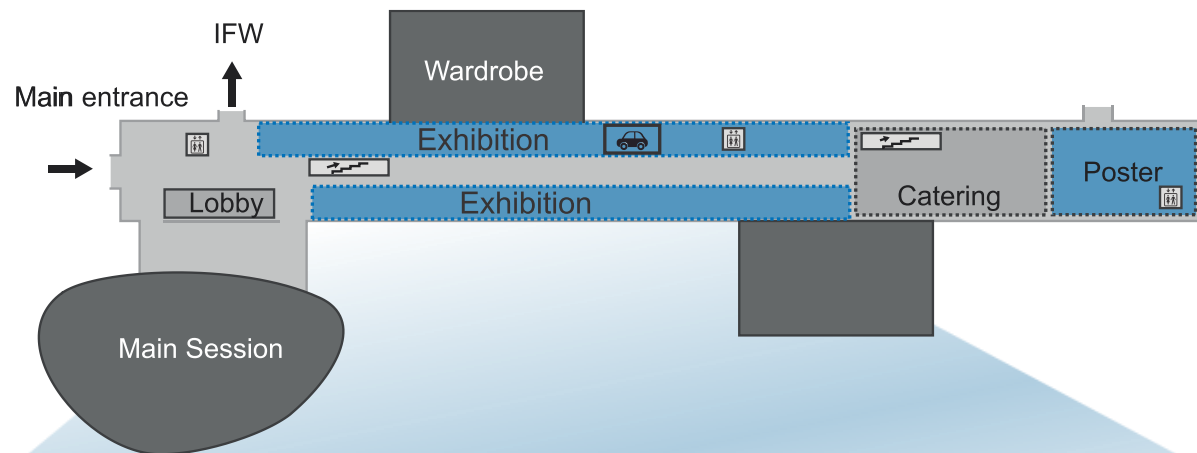 IFW
Wardrobe
Main entrance
Exhibition
Lobby
Exhibition
Catering
Poster
Main Session